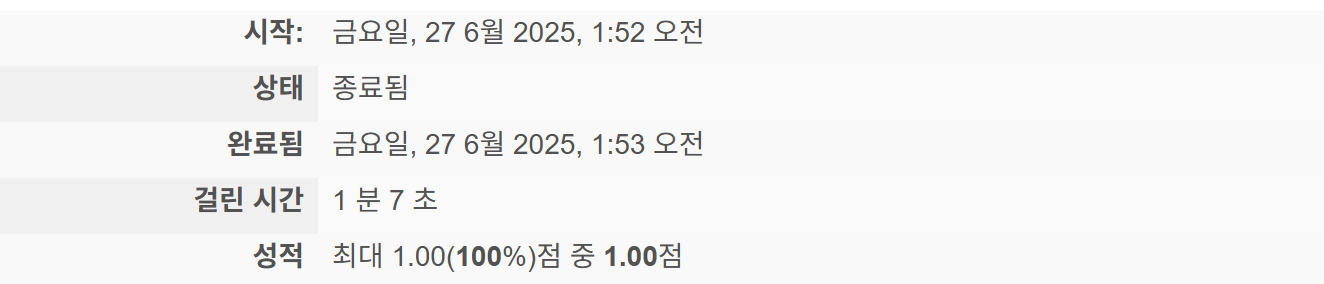 시작: 금요일, 27 6월 2025, 1:52 오전
상태 종료됨
완료됨 금요일, 27 6월 2025, 1:53 오전
걸린 시간 1 분 7 초
성적 최대 1.00(100%)점 중 1.00점